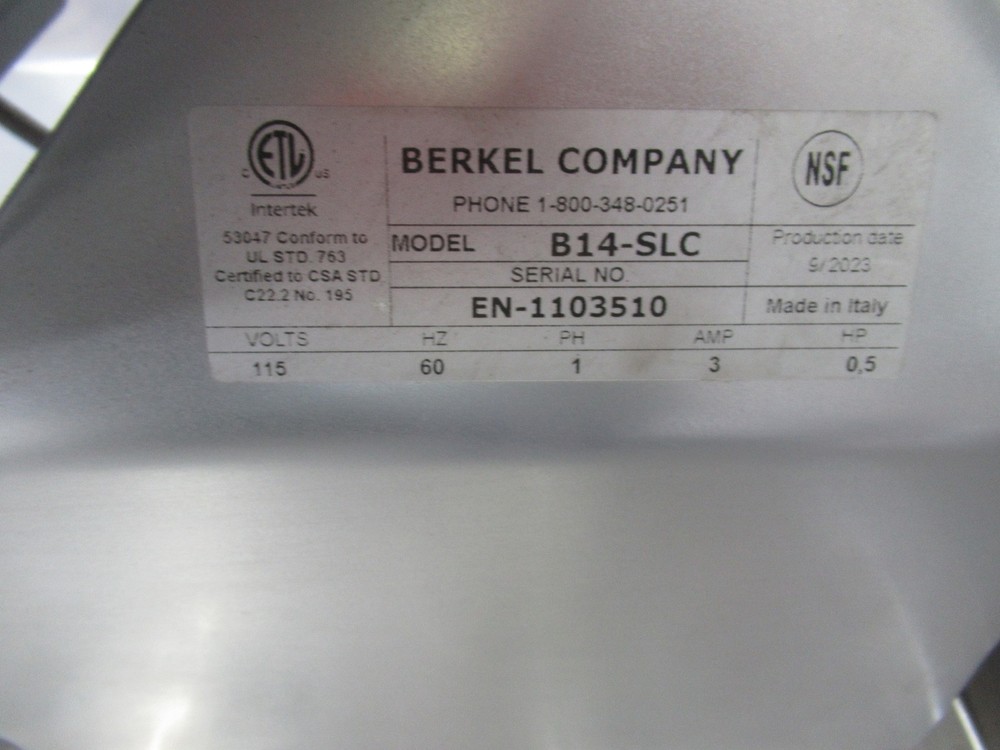 ETL
C US
Intertek
53047 Conform to
UL STD. 763
Certified to CSA STD
C22.2 No. 195
BERKEL COMPANY
PHONE 1-800-348-0251
MODEL B14-SLC
SERIAL NO.
EN-1103510
NSF
Production date
9/2023
Made in Italy
VOLTS HZ PH AMP HP
115 60 1 3 0,5